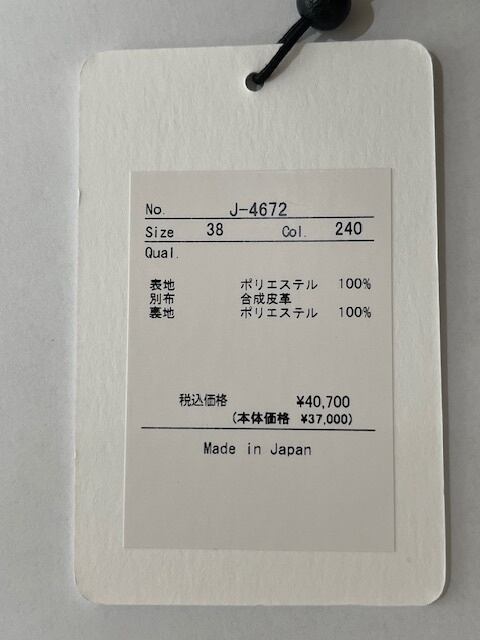 No. J-4672
Size 38 Col. 240
Qual.
表地 ポリエステル 100%
別布 合成皮革
裏地 ポリエステル 100%
税込価格 ¥40,700
(本体価格 ¥37,000)
Made in Japan